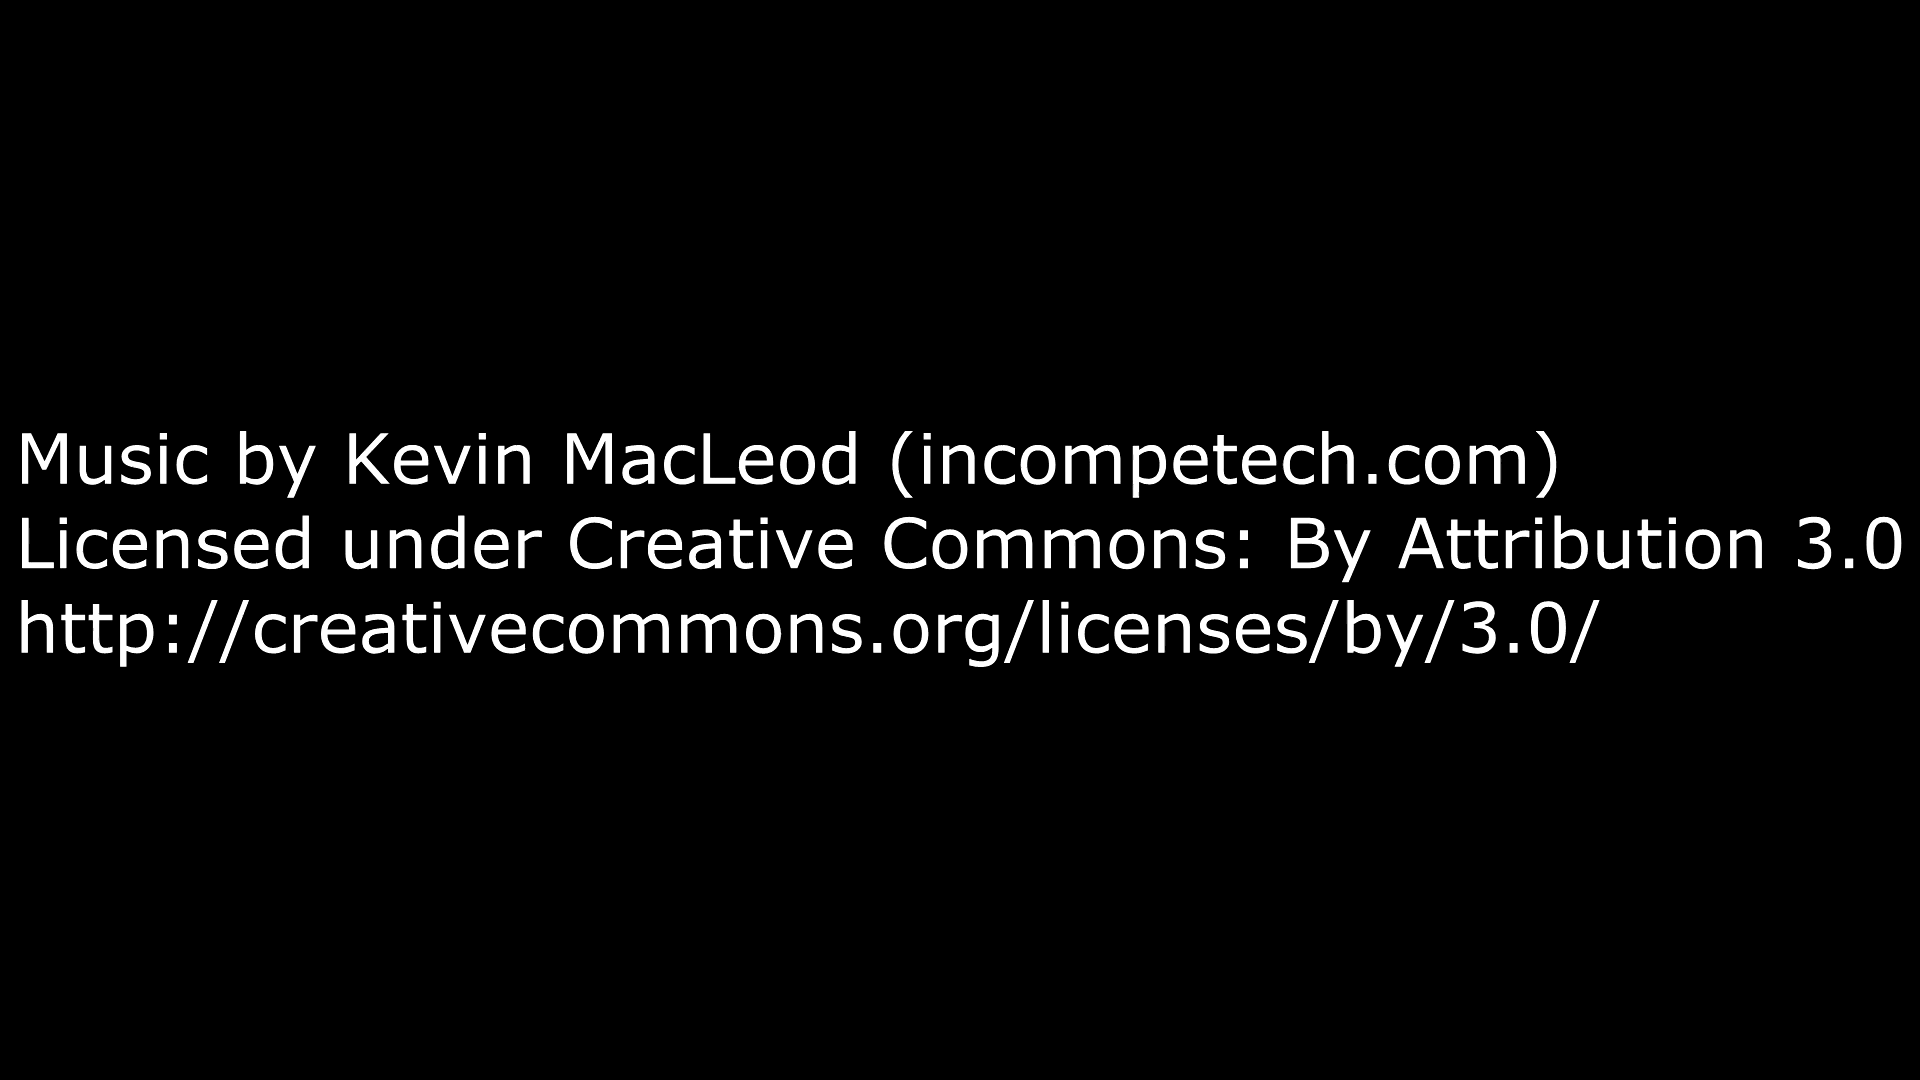 Music by Kevin MacLeod (incompetech.com)
Licensed under Creative Commons: By Attribution 3.0
http://creativecommons.org/licenses/by/3.0/